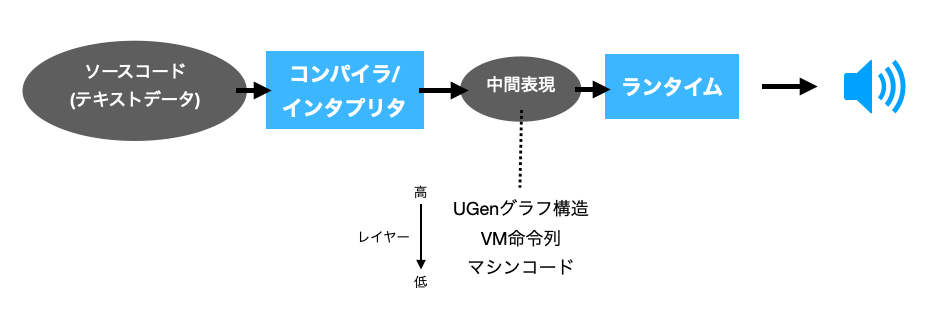 ソースコード
(テキストデータ)
コンパイラ/
インタプリタ
中間表現
ランタイム
高
レイヤー
低
UGenグラフ構造
VM命令列
マシンコード